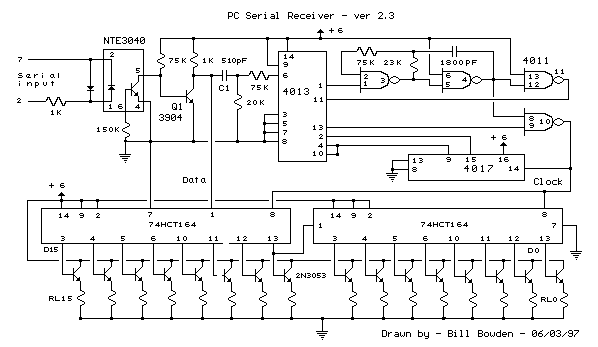 PC Serial Receiver - ver 2.3
+ 6
NTE3040
7
2
5
Serial
input
2
1K
1 6
4
150K
75K
1K
510pF
C1
75K
20K
Q1
3904
14
9
6
4013
3
5
7
8
1
11
13
2
4
10
75K
23K
1800PF
2
3
1
6
5
4
4011
13
12
11
8
9
10
+ 6
9
15
16
13
8
4017
14
Data
Clock
+ 6
14
9
2
7
1
8
74HCT164
3
4
5
6
10
11
12
13
14
9
2
8
1
74HCT164
7
3
4
5
6
10
11
12
13
D15
D0
2N3053
RL15
RL0
Drawn by - Bill Bowden - 06/03/97